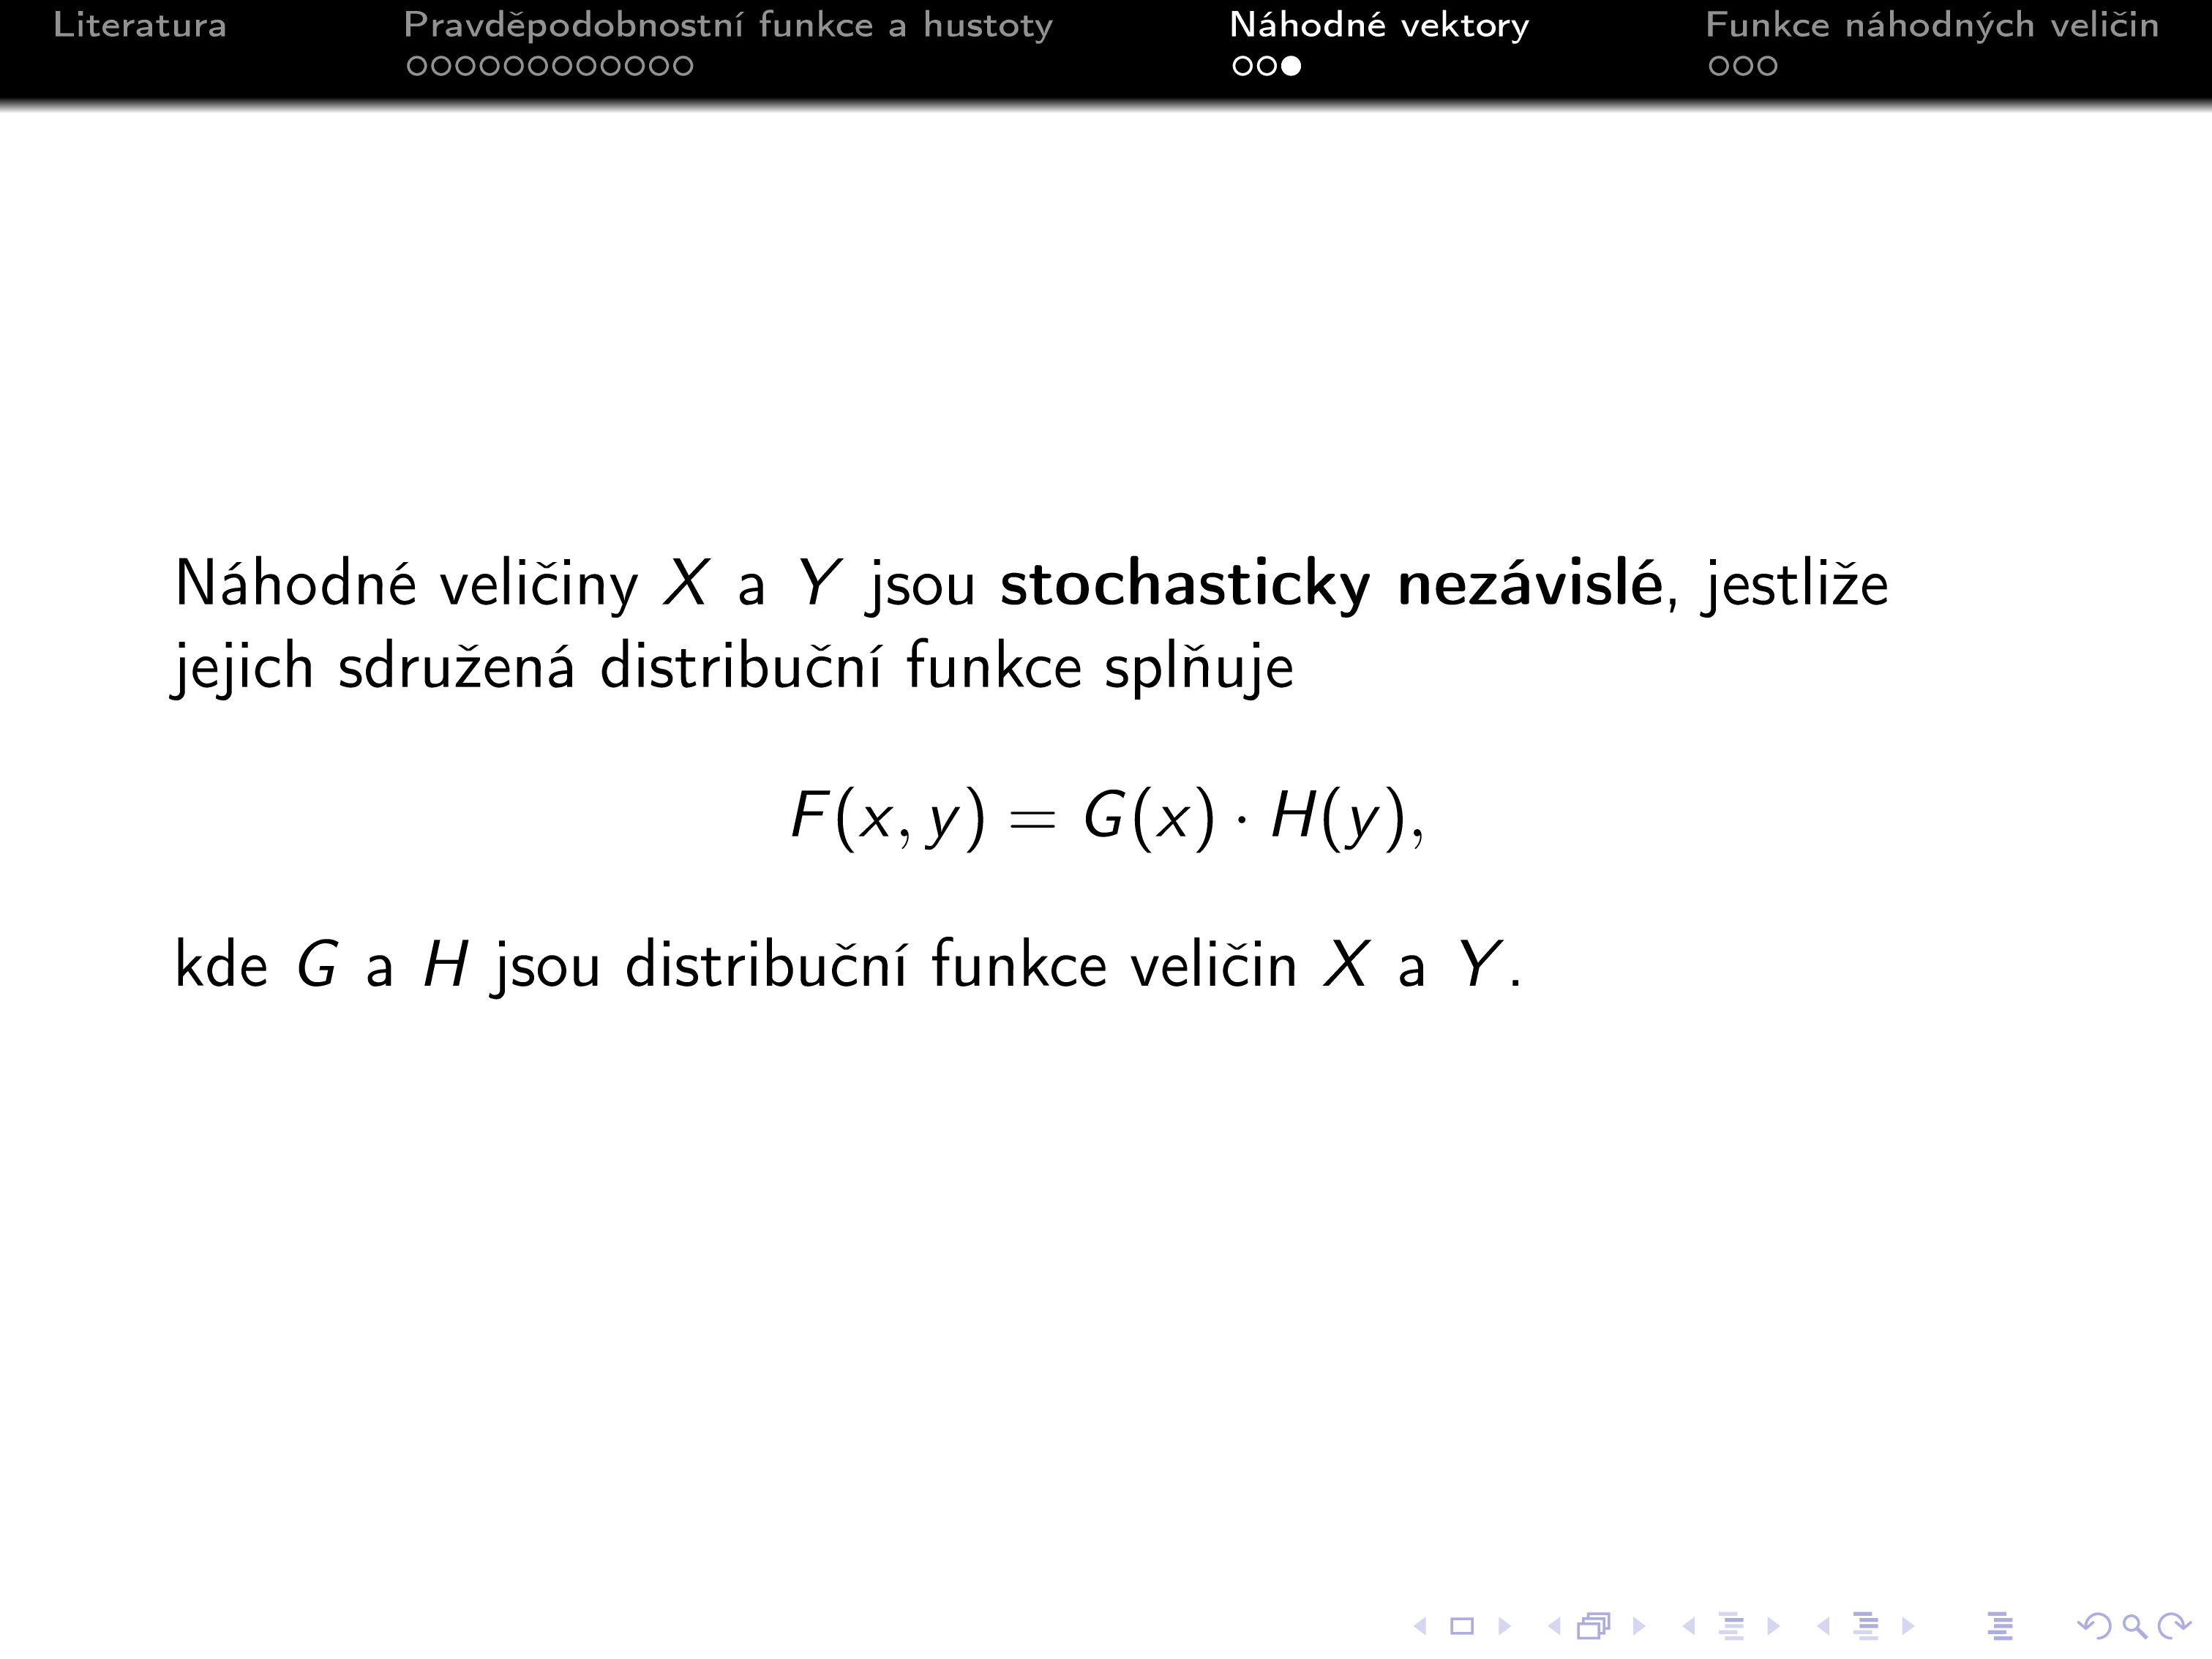 Literatura
Pravděpodobnostní funkce a hustoty
Náhodné vektory
Funkce náhodných veličin
Náhodné veličiny X a Y jsou stochasticky nezávislé, jestliže
jejich sdružená distribuční funkce splňuje
F(x, y) = G(x) · H(y),
kde G a H jsou distribuční funkce veličin X a Y.